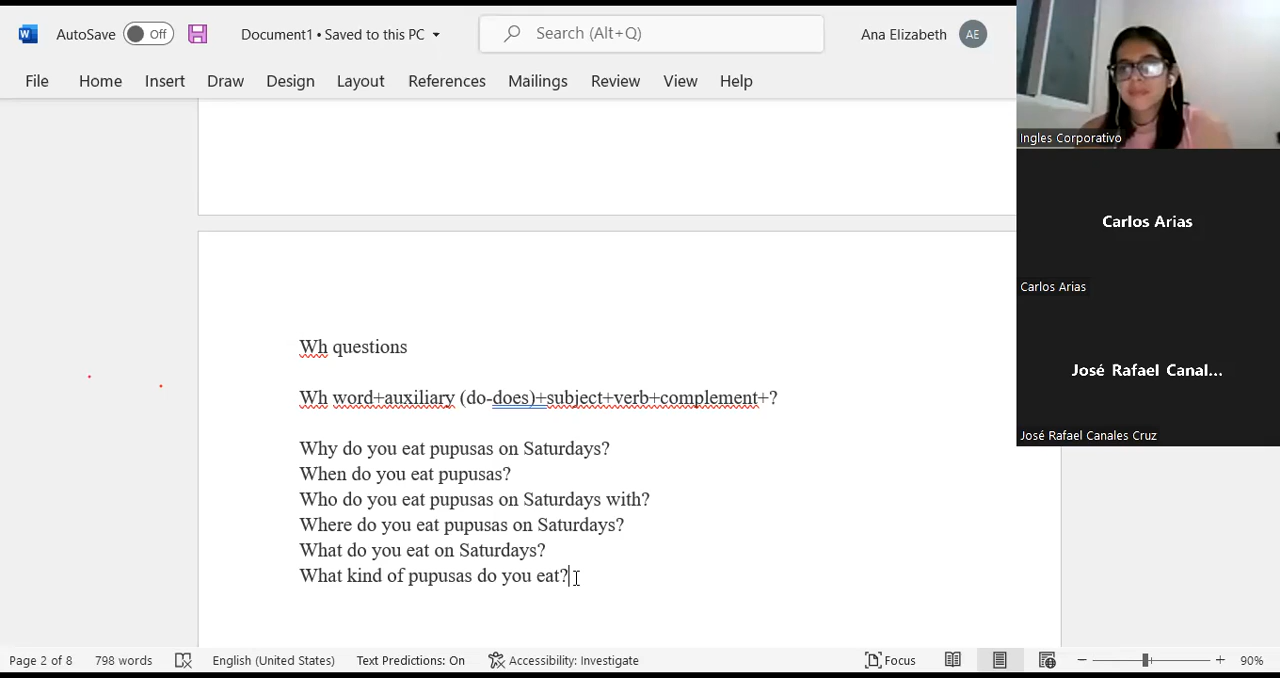 AutoSave Off Document1 • Saved to this PC Search (Alt+Q) Ana Elizabeth AE
File Home Insert Draw Design Layout References Mailings Review View Help
Ingles Corporativo
Carlos Arias
Carlos Arias
José Rafael Canal...
José Rafael Canales Cruz
Wh questions
Wh word+auxiliary (do-does)+subject+verb+complement+?
Why do you eat pupusas on Saturdays?
When do you eat pupusas?
Who do you eat pupusas on Saturdays with?
Where do you eat pupusas on Saturdays?
What do you eat on Saturdays?
What kind of pupusas do you eat?
Page 2 of 8 798 words English (United States) Text Predictions: On Accessibility: Investigate Focus 90%